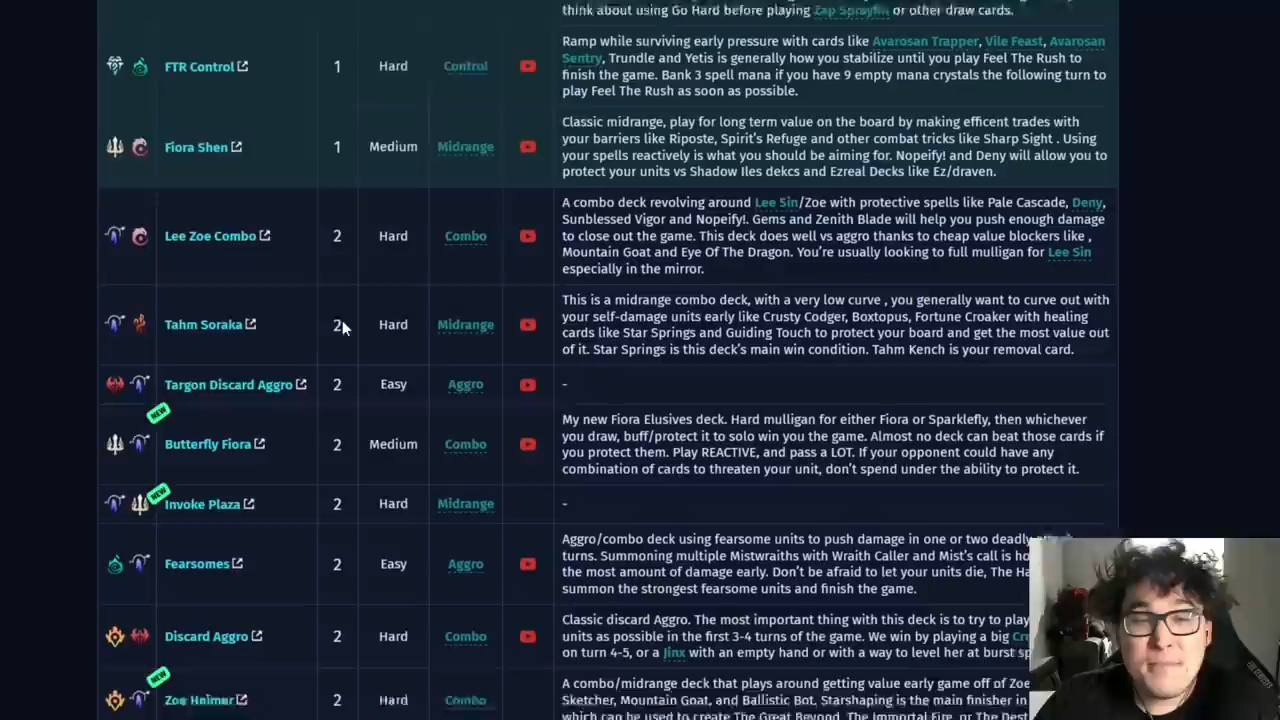 think about using Go Hard before playing Zap Sprayfin or other draw cards.
FTR Control 1 Hard Control
Ramp while surviving early pressure with cards like Avarosan Trapper, Vile Feast, Avarosan
Sentry, Trundle and Yetis is generally how you stabilize until you play Feel The Rush to
finish the game. Bank 3 spell mana if you have 9 empty mana crystals the following turn to
play Feel The Rush as soon as possible.
Fiora Shen 1 Medium Midrange
Classic midrange, play for long term value on the board by making efficent trades with
your barriers like Riposte, Spirit's Refuge and other combat tricks like Sharp Sight . Using
your spells reactively is what you should be aiming for. Nopeify! and Deny will allow you to
protect your units vs Shadow Iles dekcs and Ezreal Decks like Ez/draven.
Lee Zoe Combo 2 Hard Combo
A combo deck revolving around Lee Sin/Zoe with protective spells like Pale Cascade, Deny,
Sunblessed Vigor and Nopeify!. Gems and Zenith Blade will help you push enough damage
to close out the game. This deck does well vs aggro thanks to cheap value blockers like ,
Mountain Goat and Eye Of The Dragon. You're usually looking to full mulligan for Lee Sin
especially in the mirror.
Tahm Soraka 2 Hard Midrange
This is a midrange combo deck, with a very low curve , you generally want to curve out with
your self-damage units early like Crusty Codger, Boxtopus, Fortune Croaker with healing
cards like Star Springs and Guiding Touch to protect your board and get the most value out
of it. Star Springs is this deck's main win condition. Tahm Kench is your removal card.
Targon Discard Aggro 2 Easy Aggro -
NEW
Butterfly Fiora 2 Medium Combo
My new Fiora Elusives deck. Hard mulligan for either Fiora or Sparklefly, then whichever
you draw, buff/protect it to solo win you the game. Almost no deck can beat those cards if
you protect them. Play REACTIVE, and pass a LOT. If your opponent could have any
combination of cards to threaten your unit, don't spend under the ability to protect it.
NEW
Invoke Plaza 2 Hard Midrange -
Fearsomes 2 Easy Aggro
Aggro/combo deck using fearsome units to push damage in one or two deadly
turns. Summoning multiple Mistwraiths with Wraith Caller and Mist's call is
the most amount of damage early. Don't be afraid to let your units die, The
summon the strongest fearsome units and finish the game.
Discard Aggro 2 Hard Combo
Classic discard Aggro. The most important thing with this deck is to try to play
units as possible in the first 3-4 turns of the game. We win by playing a big
on turn 4-5, or a Jinx with an empty hand or with a way to level her at burst
NEW
Zoe Heimer 2 Hard Combo
A combo/midrange deck that plays around getting value early game off of Zoe
Sketcher, Mountain Goat, and Ballistic Bot, Starshaping is the main finisher in
which can be used to create The Great Beyond, The Immortal Fire, or The